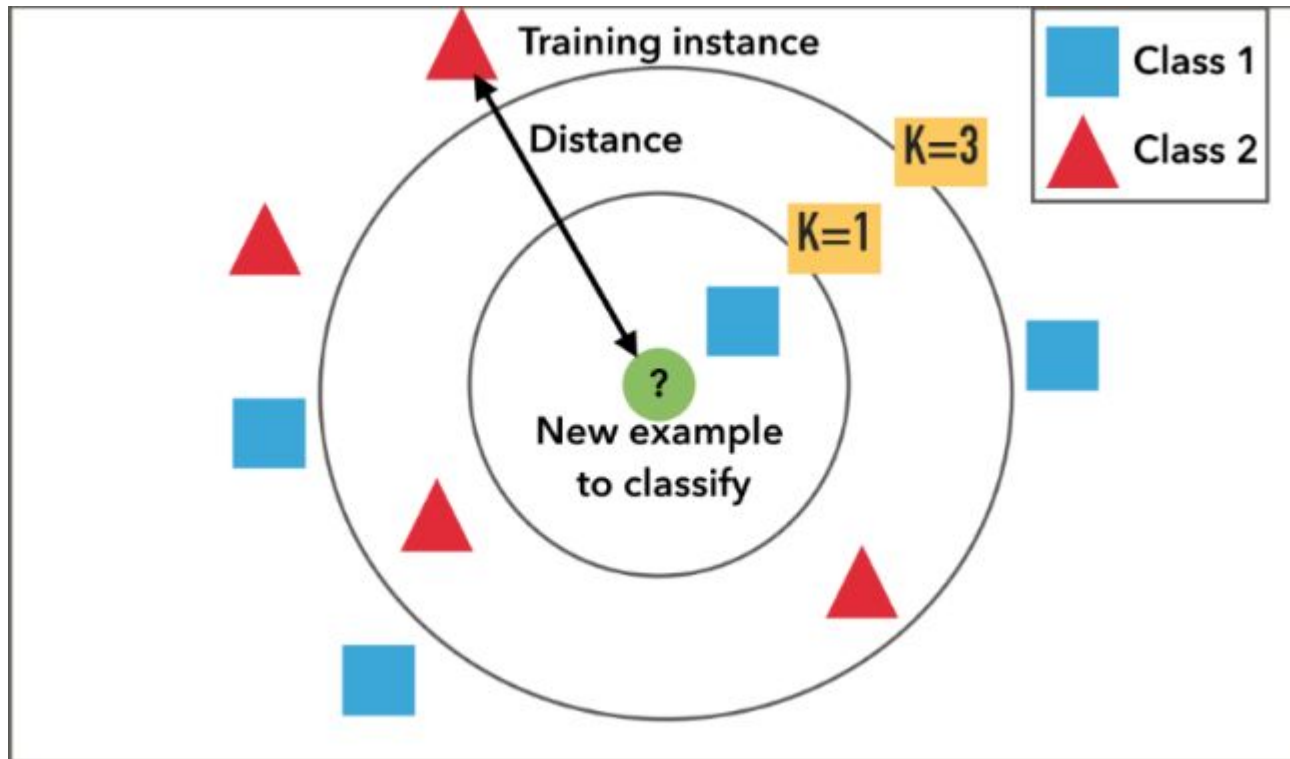 Training instance
Class 1
Distance
K=3
Class 2
K=1
?
New example
to classify